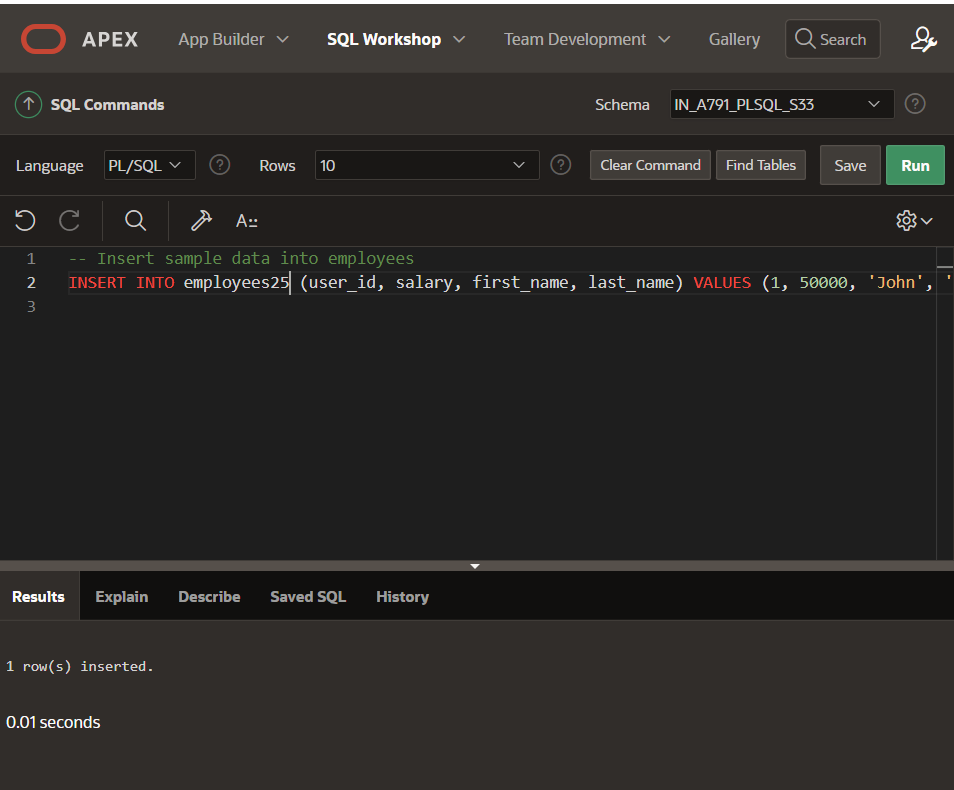 APEX App Builder SQL Workshop Team Development Gallery Search
SQL Commands Schema IN_A791_PLSQL_S33 ?
Language PL/SQL ? Rows 10 ? Clear Command Find Tables Save Run
A::
1 -- Insert sample data into employees
2 INSERT INTO employees25 (user_id, salary, first_name, last_name) VALUES (1, 50000, 'John', '
3
Results Explain Describe Saved SQL History
1 row(s) inserted.
0.01 seconds